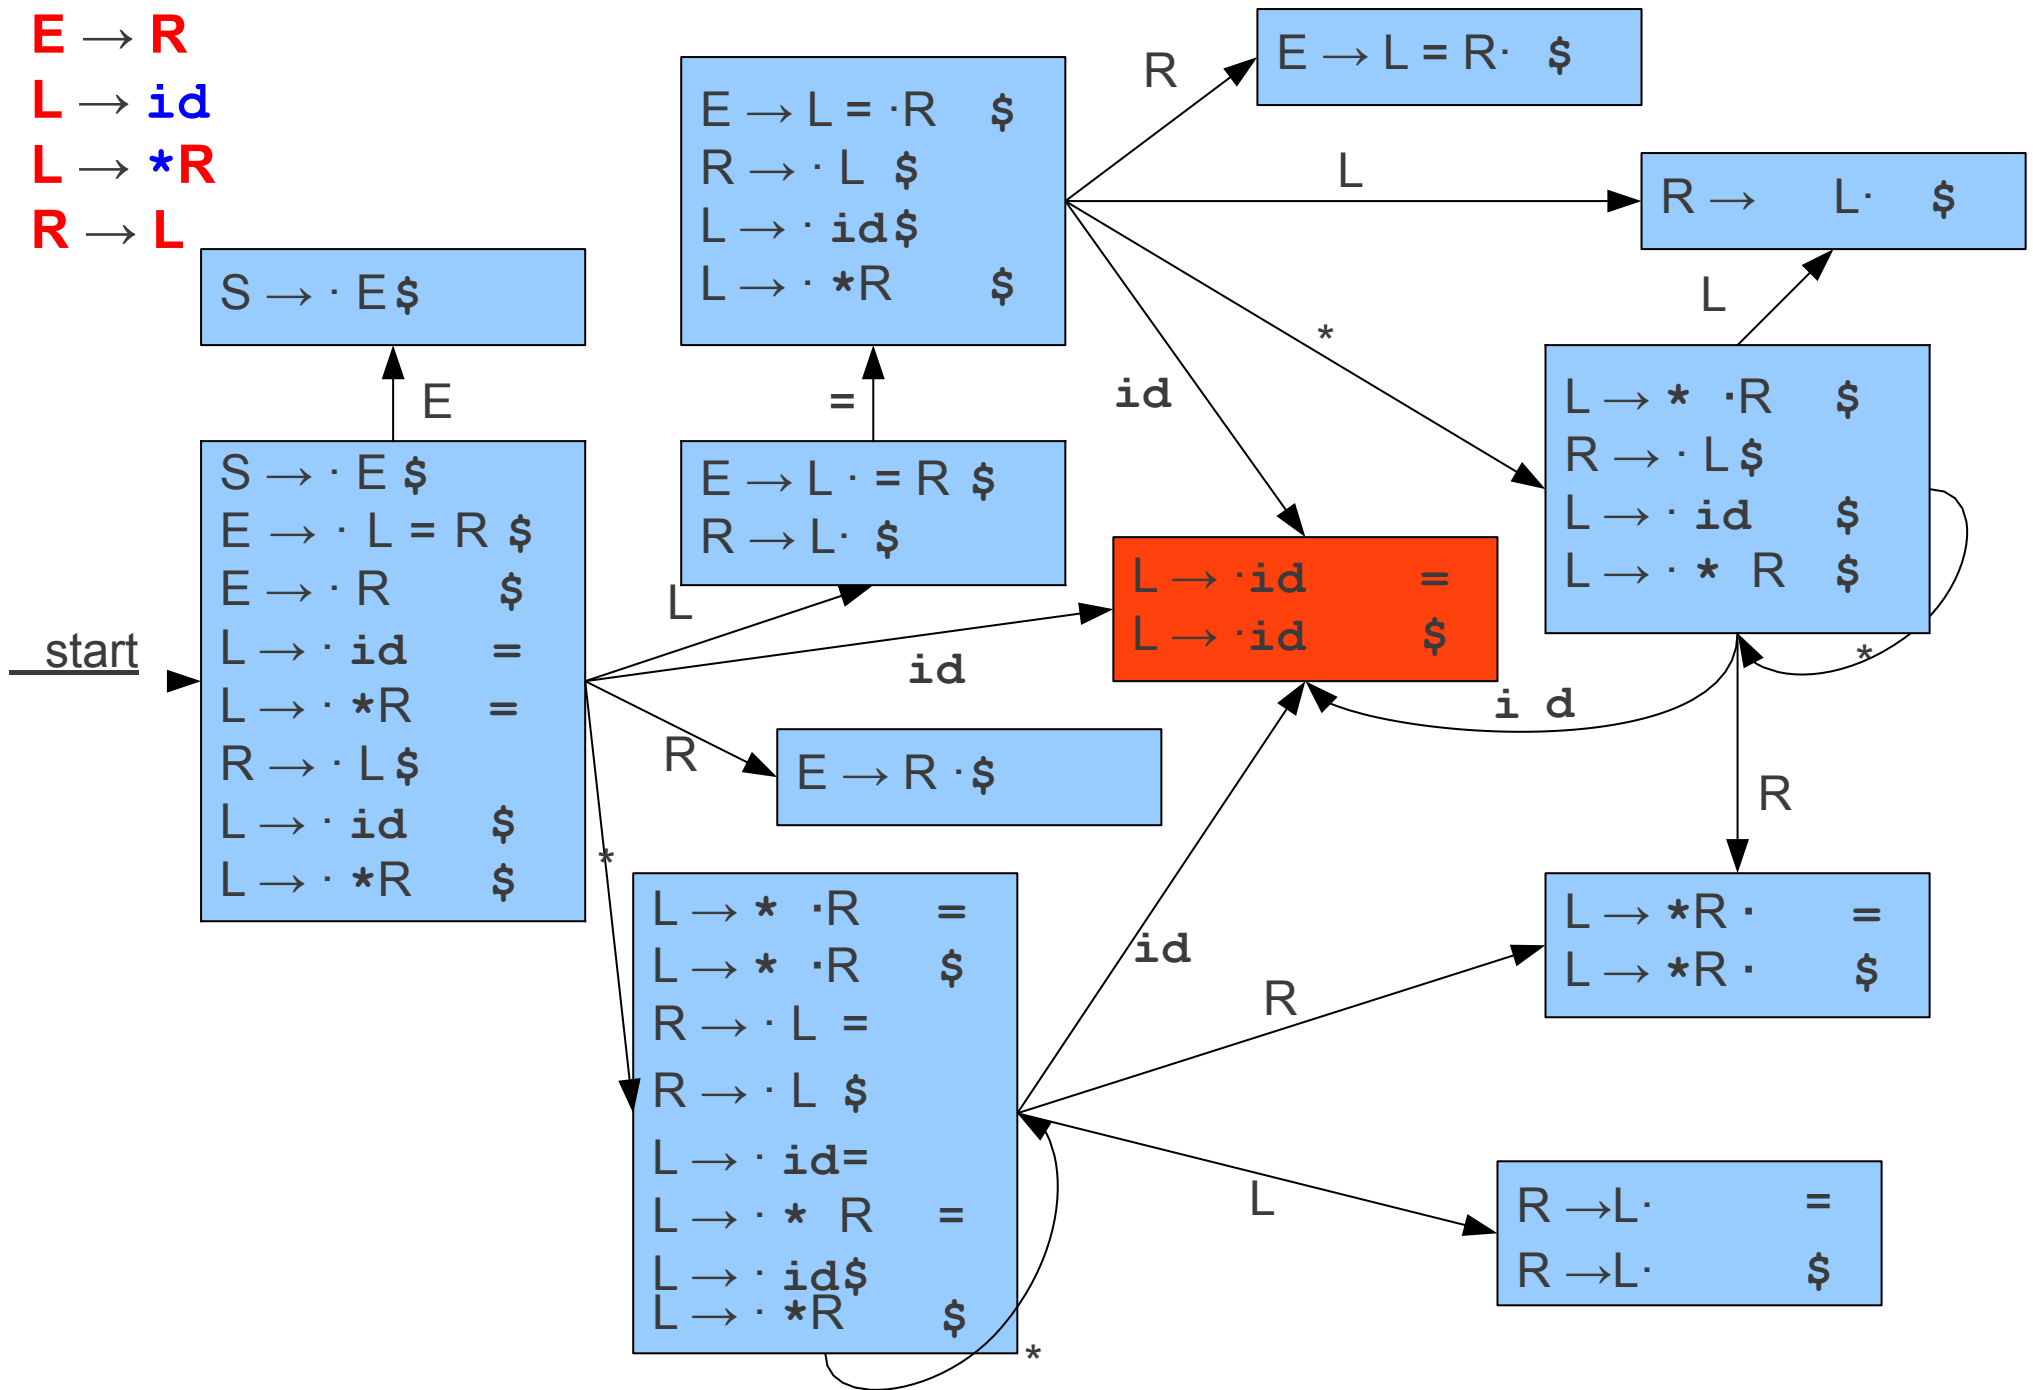 E → R
L → id
L → *R
R → L
S → · E $
E
S → · E $
E → · L = R $
E → · R $
L → · id =
L → · *R =
R → · L $
L → · id $
L → · *R $
start
E → L = ·R $
R → · L $
L → · id $
L → · *R $
=
E → L · = R $
R → L· $
L
id
R
*
E → R · $
R
L
*
id
E → L = R· $
R → L· $
L
L → * ·R $
R → · L $
L → · id $
L → · * R $
*
L → ·id =
L → ·id $
i d
R
L → * ·R =
L → * ·R $
R → · L =
R → · L $
L → · id =
L → · * R =
L → · id $
L → · *R $
*
id
R
L
L → *R · =
L → *R · $
R →L· =
R →L· $